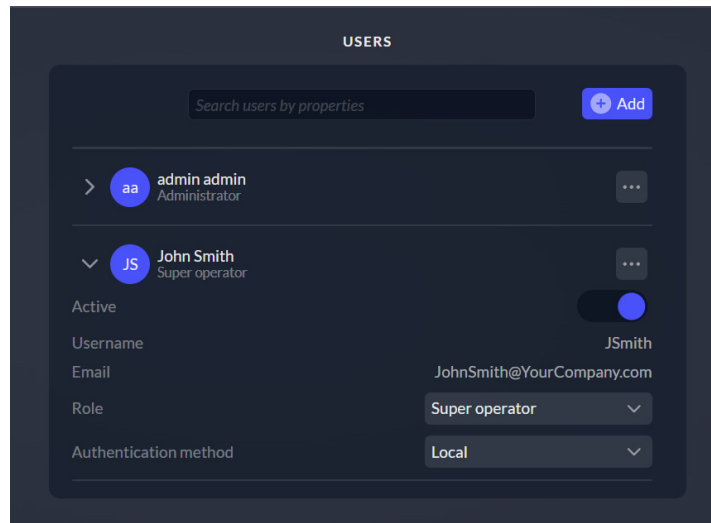 USERS
Search users by properties
Add
aa
admin admin
Administrator
JS
John Smith
Super operator
Active
Username JSmith
Email JohnSmith@YourCompany.com
Role Super operator
Authentication method Local